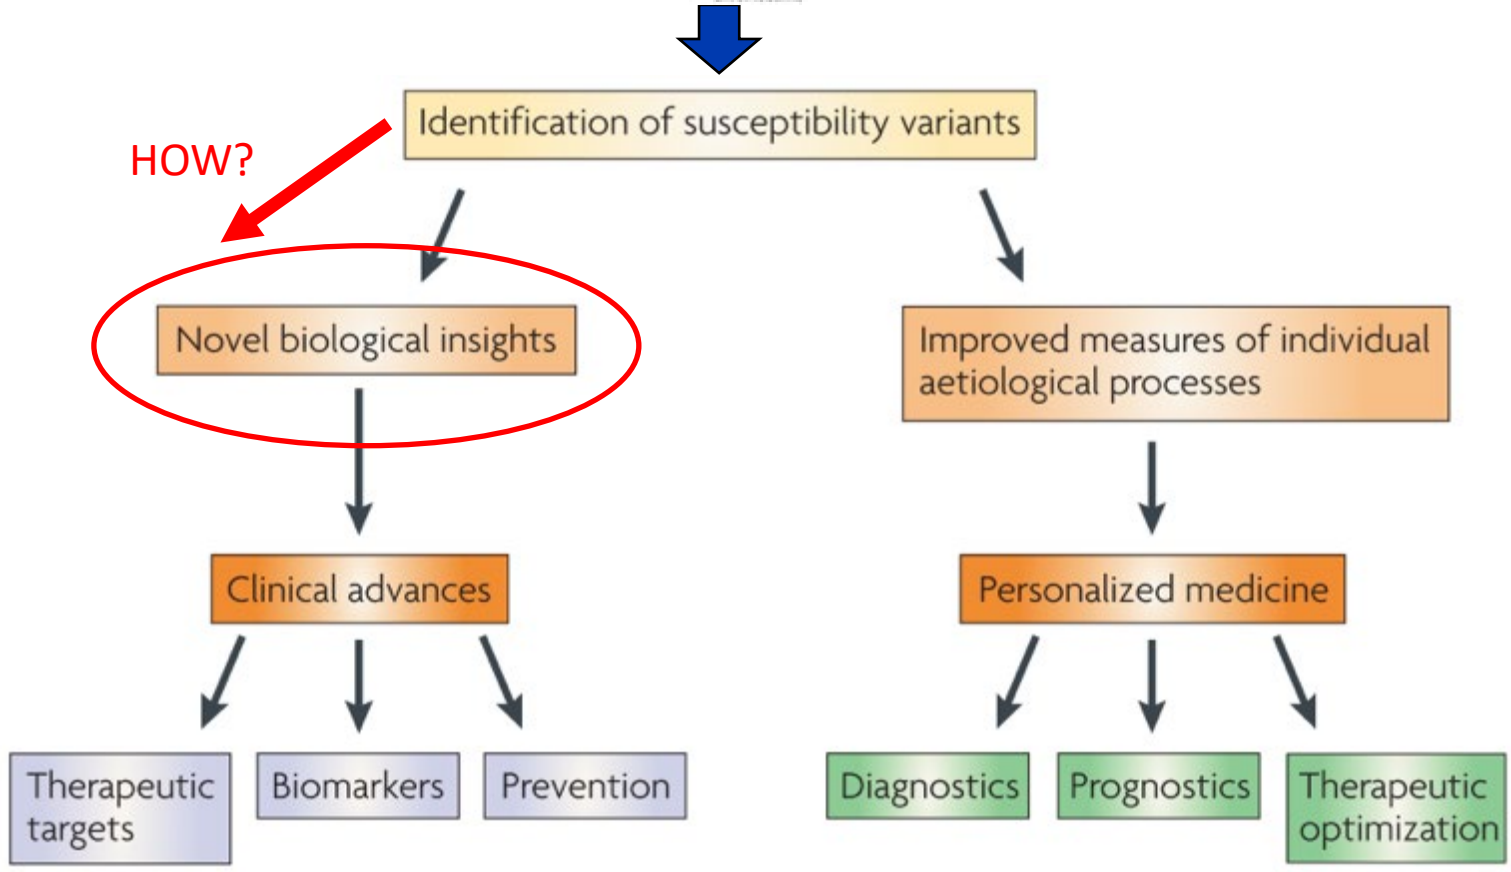 Identification of susceptibility variants
HOW?
Novel biological insights
Improved measures of individual
aetiological processes
Clinical advances
Personalized medicine
Therapeutic
targets
Biomarkers
Prevention
Diagnostics
Prognostics
Therapeutic
optimization